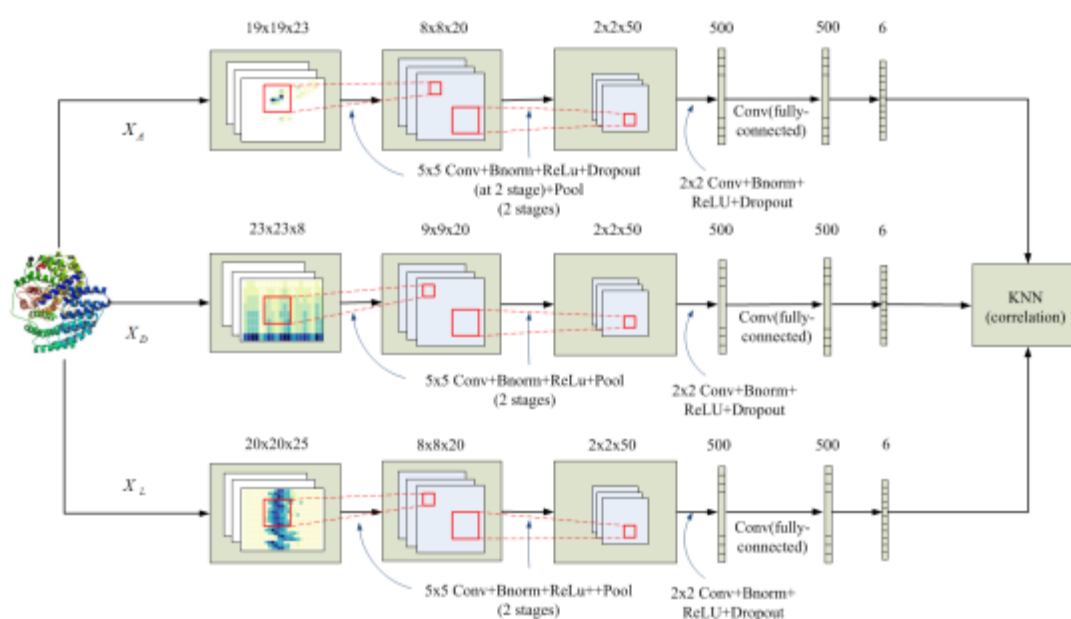 19x19x23 8x8x20 2x2x50 500 500 6
X_A
Conv(fully-
connected)
5x5 Conv+Bnorm+ReLu+Dropout
(at 2 stage)+Pool
(2 stages)
2x2 Conv+Bnorm+
ReLU+Dropout
23x23x8 9x9x20 2x2x50 500 500 6
X_D
Conv(fully-
connected)
KNN
(correlation)
5x5 Conv+Bnorm+ReLu+Pool
(2 stages)
2x2 Conv+Bnorm+
ReLU+Dropout
20x20x25 8x8x20 2x2x50 500 500 6
X_L
Conv(fully-
connected)
5x5 Conv+Bnorm+ReLu++Pool
(2 stages)
2x2 Conv+Bnorm+
ReLU+Dropout